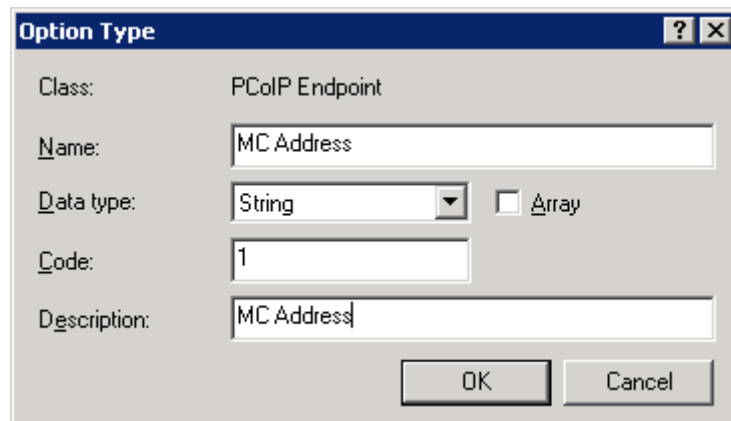 Option Type
Class: PCoIP Endpoint
Name: MC Address
Data type: String Array
Code: 1
Description: MC Address
OK Cancel